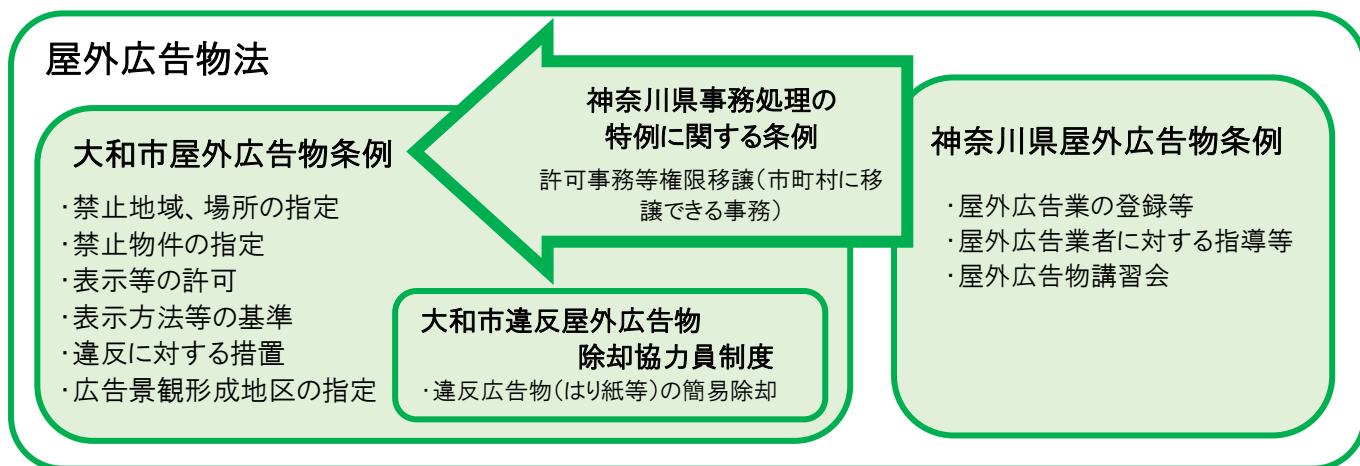 屋外広告物法
大和市屋外広告物条例
・禁止地域、場所の指定
・禁止物件の指定
・表示等の許可
・表示方法等の基準
・違反に対する措置
・広告景観形成地区の指定
大和市違反屋外広告物
除却協力員制度
・違反広告物(はり紙等)の簡易除却
神奈川県事務処理の
特例に関する条例
許可事務等権限移譲(市町村に移
譲できる事務)
神奈川県屋外広告物条例
・屋外広告業の登録等
・屋外広告業者に対する指導等
・屋外広告物講習会